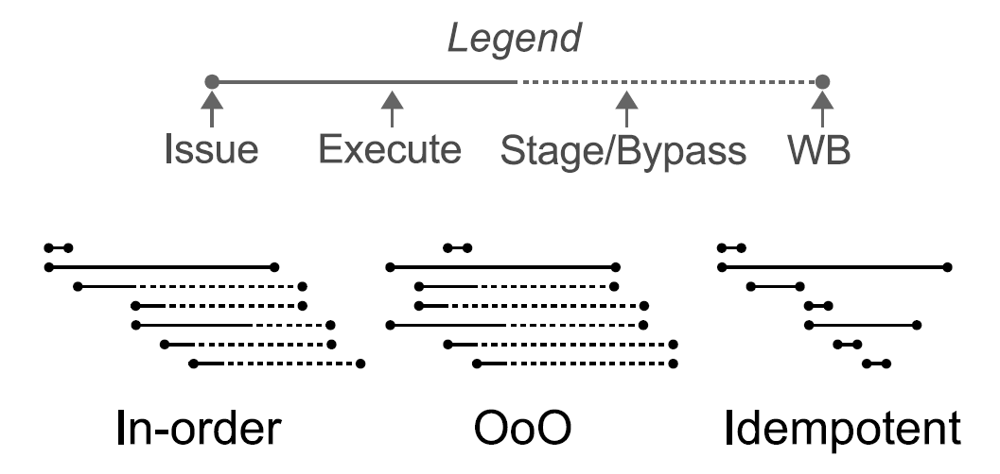 Legend
Issue Execute Stage/Bypass WB
In-order OoO Idempotent